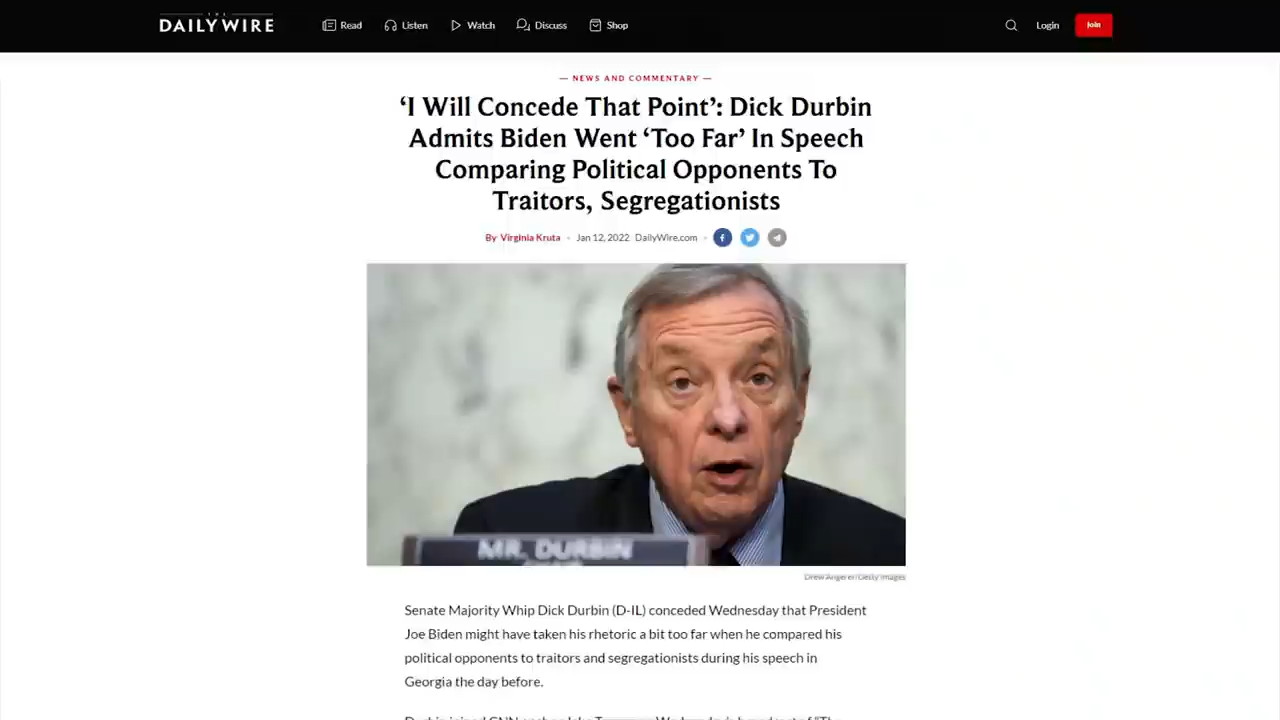 THE
DAILY WIRE
Read
Listen
Watch
Discuss
Shop
Login
Join
— NEWS AND COMMENTARY —
‘I Will Concede That Point’: Dick Durbin
Admits Biden Went ‘Too Far’ In Speech
Comparing Political Opponents To
Traitors, Segregationists
By Virginia Kruta • Jan 12, 2022 DailyWire.com •
MR. DURBIN
Drew Angerer/Getty Images
Senate Majority Whip Dick Durbin (D-IL) conceded Wednesday that President
Joe Biden might have taken his rhetoric a bit too far when he compared his
political opponents to traitors and segregationists during his speech in
Georgia the day before.
Durbin joined CNN